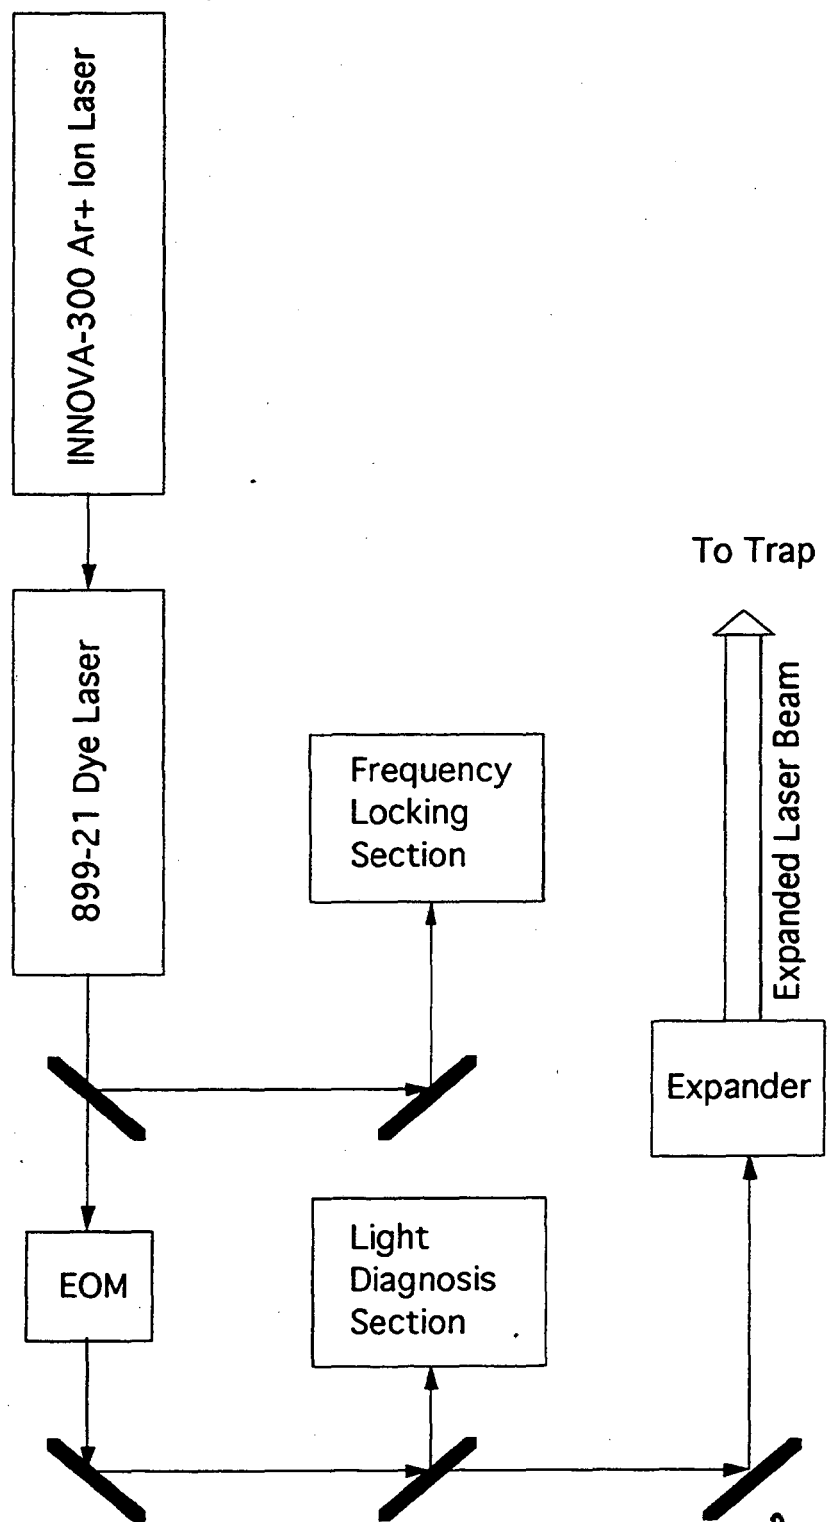 INNOVA-300 Ar+ Ion Laser
899-21 Dye Laser
To Trap
Frequency
Locking
Section
Expanded Laser Beam
Expander
EOM
Light
Diagnosis
Section